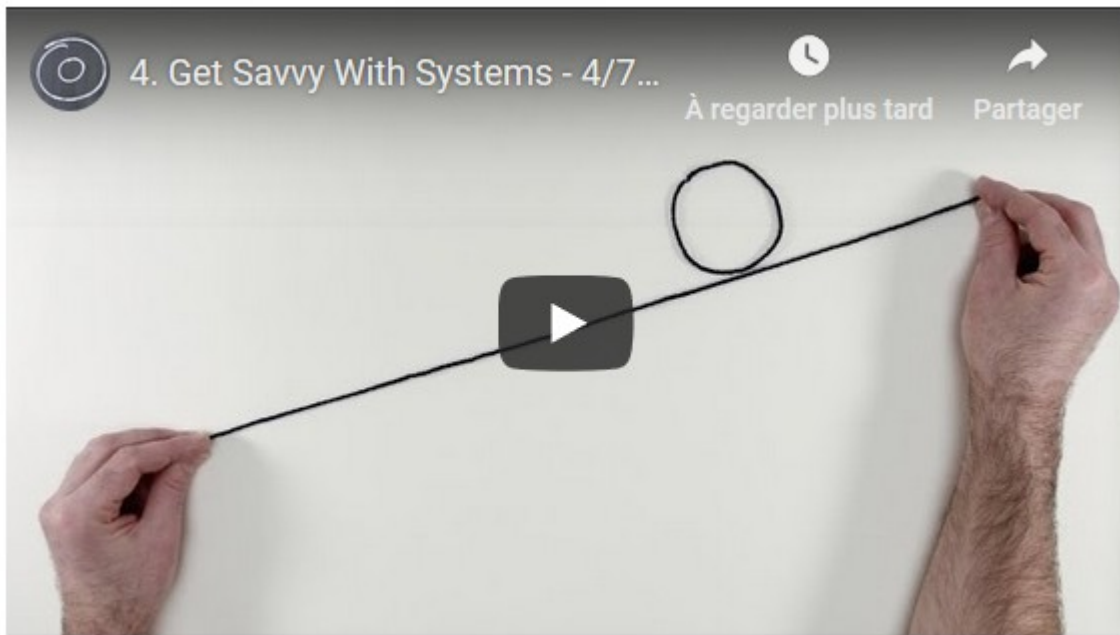 4. Get Savvy With Systems - 4/7...
À regarder plus tard
Partager